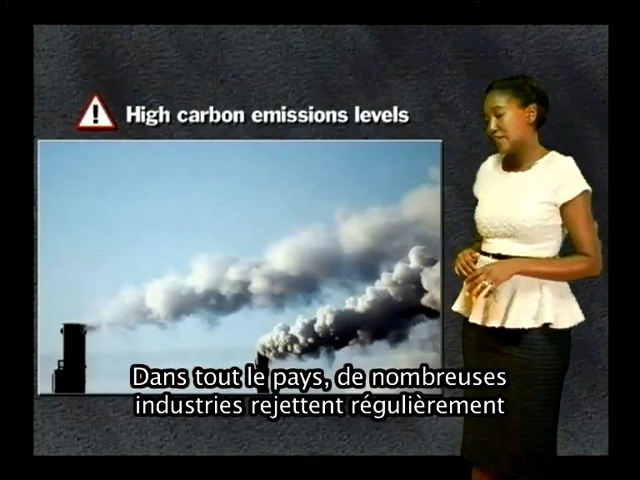 High carbon emissions levels
Dans tout le pays, de nombreuses
industries rejettent régulièrement